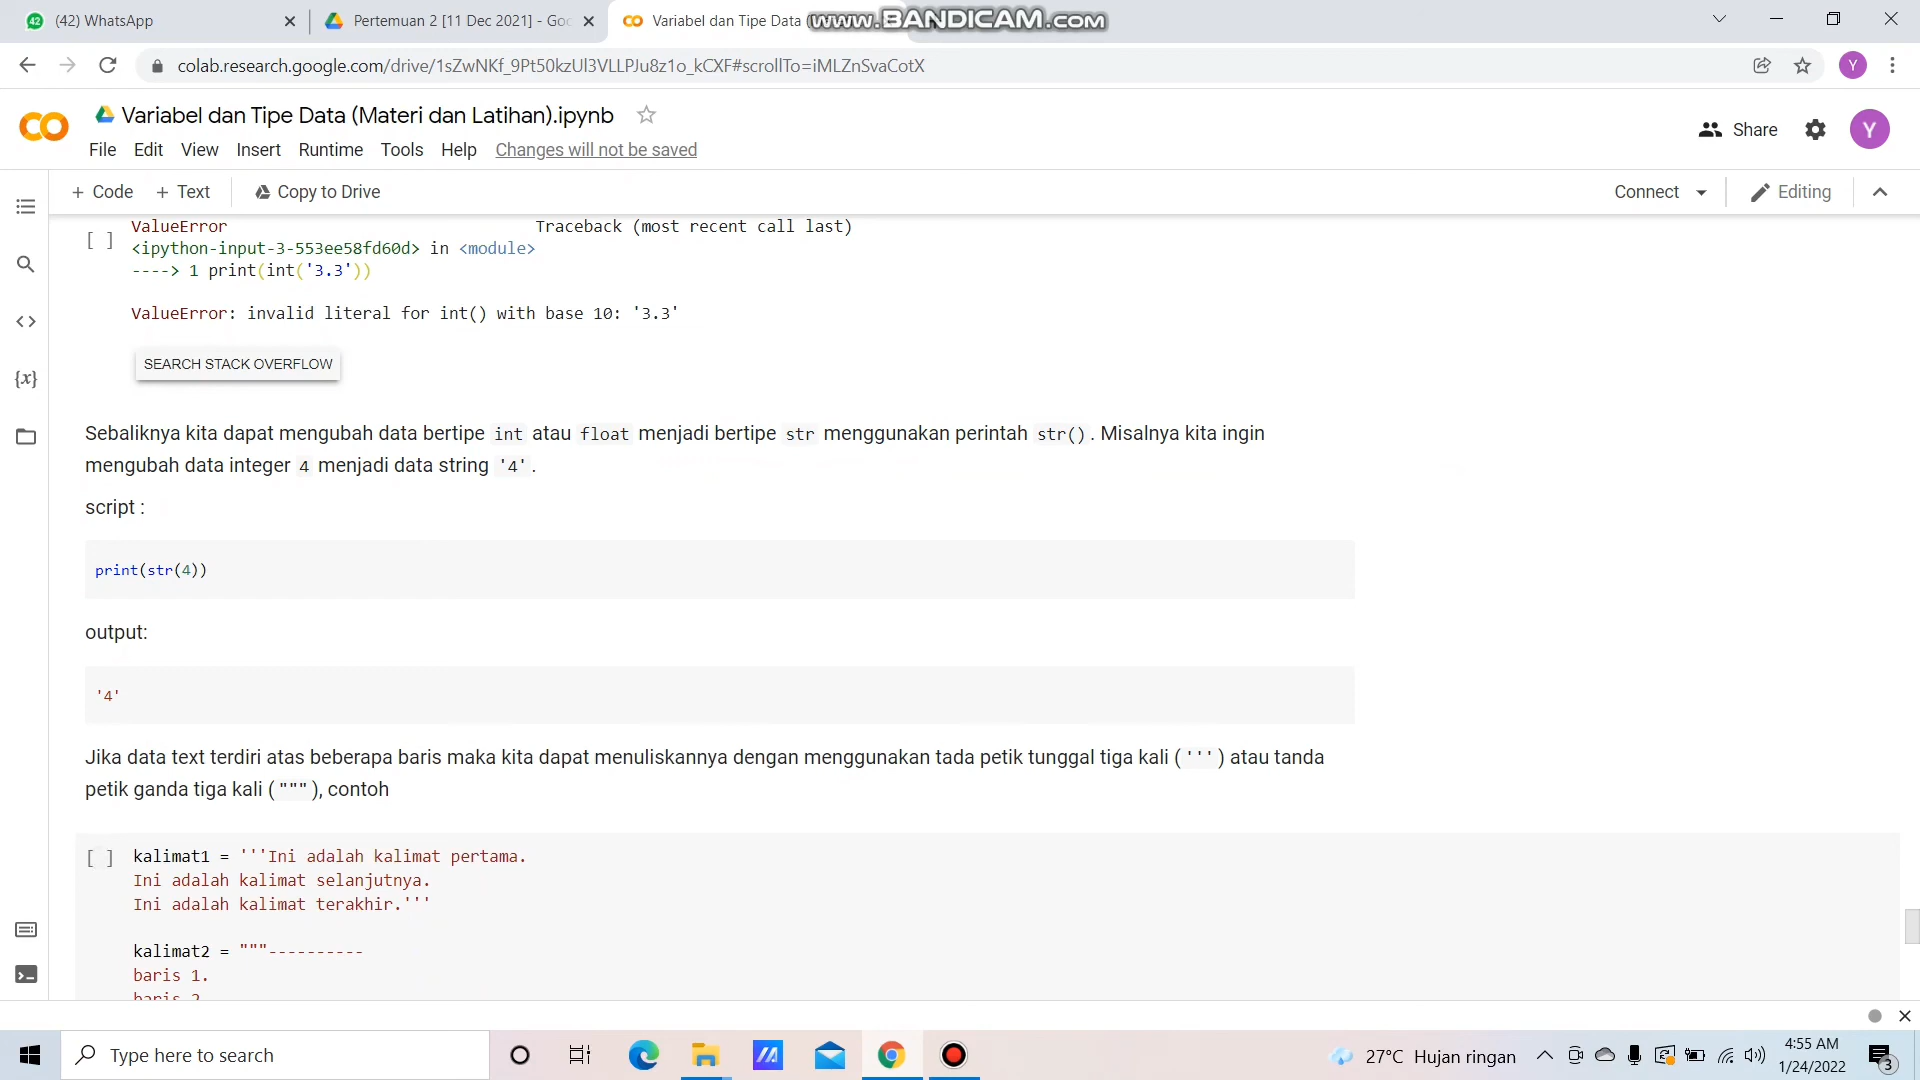 (42) WhatsApp
Pertemuan 2 [11 Dec 2021] - Goo
Variabel dan Tipe Data (
www.BANDICAM.com
colab.research.google.com/drive/1sZwNKf_9Pt50kzUl3VLLPJu8z1o_kCXF#scrollTo=iMLZnSvaCotX
Y
CO
Variabel dan Tipe Data (Materi dan Latihan).ipynb
File Edit View Insert Runtime Tools Help Changes will not be saved
Share
Y
+ Code + Text Copy to Drive
Connect
Editing
ValueError Traceback (most recent call last)
[ ] <ipython-input-3-553ee58fd60d> in <module>
----> 1 print(int('3.3'))
ValueError: invalid literal for int() with base 10: '3.3'
SEARCH STACK OVERFLOW
Sebaliknya kita dapat mengubah data bertipe int atau float menjadi bertipe str menggunakan perintah str(). Misalnya kita ingin
mengubah data integer 4 menjadi data string '4'.
script :
print(str(4))
output:
'4'
Jika data text terdiri atas beberapa baris maka kita dapat menuliskannya dengan menggunakan tada petik tunggal tiga kali (''') atau tanda
petik ganda tiga kali ("""), contoh
[ ] kalimat1 = '''Ini adalah kalimat pertama.
Ini adalah kalimat selanjutnya.
Ini adalah kalimat terakhir.'''
kalimat2 = """----------
baris 1.
baris 2
Type here to search
27°C Hujan ringan
4:55 AM
1/24/2022
3